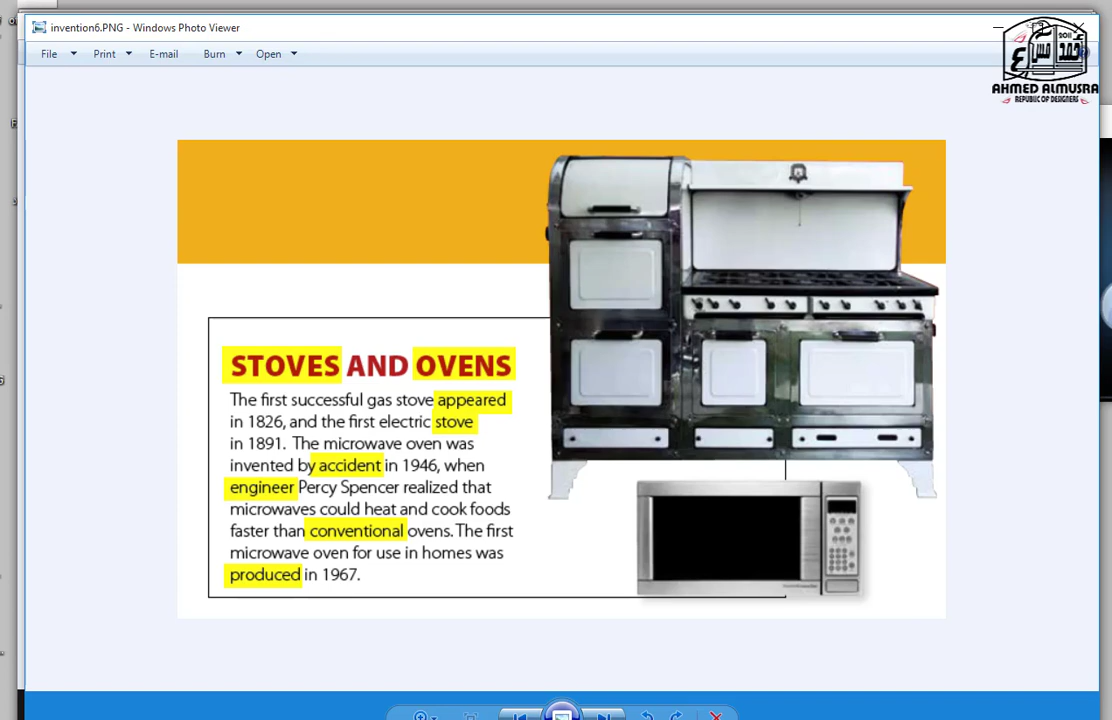 invention6.PNG - Windows Photo Viewer
File Print E-mail Burn Open
2011
أحمد
مسرع
AHMED ALMUSRA
REPUBLIC OF DESIGNERS
STOVES AND OVENS
The first successful gas stove appeared
in 1826, and the first electric stove
in 1891. The microwave oven was
invented by accident in 1946, when
engineer Percy Spencer realized that
microwaves could heat and cook foods
faster than conventional ovens. The first
microwave oven for use in homes was
produced in 1967.